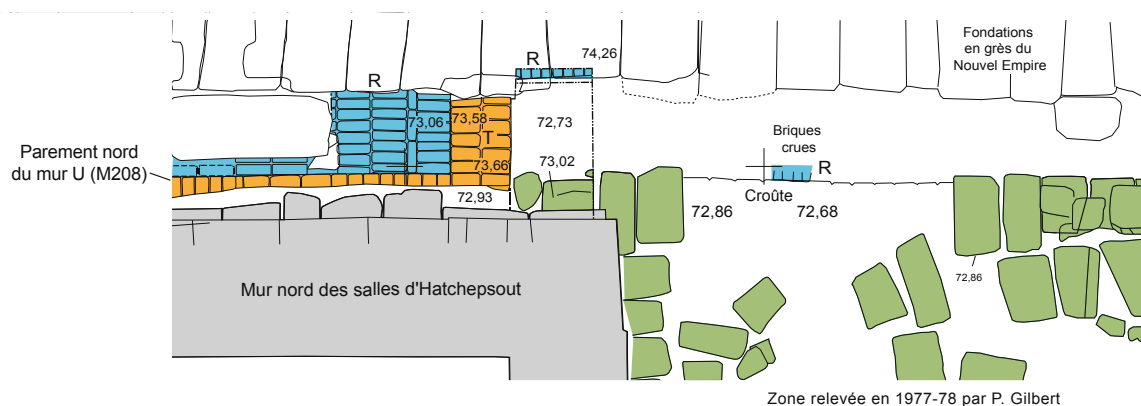 R
74,26
R
Fondations
en grès du
Nouvel Empire
73,06
73,58
72,73
T
Briques
crues
Parement nord
du mur U (M208)
73,66
73,02
R
72,93
Croûte
72,86
72,68
72,86
Mur nord des salles d'Hatchepsout
Zone relevée en 1977-78 par P. Gilbert